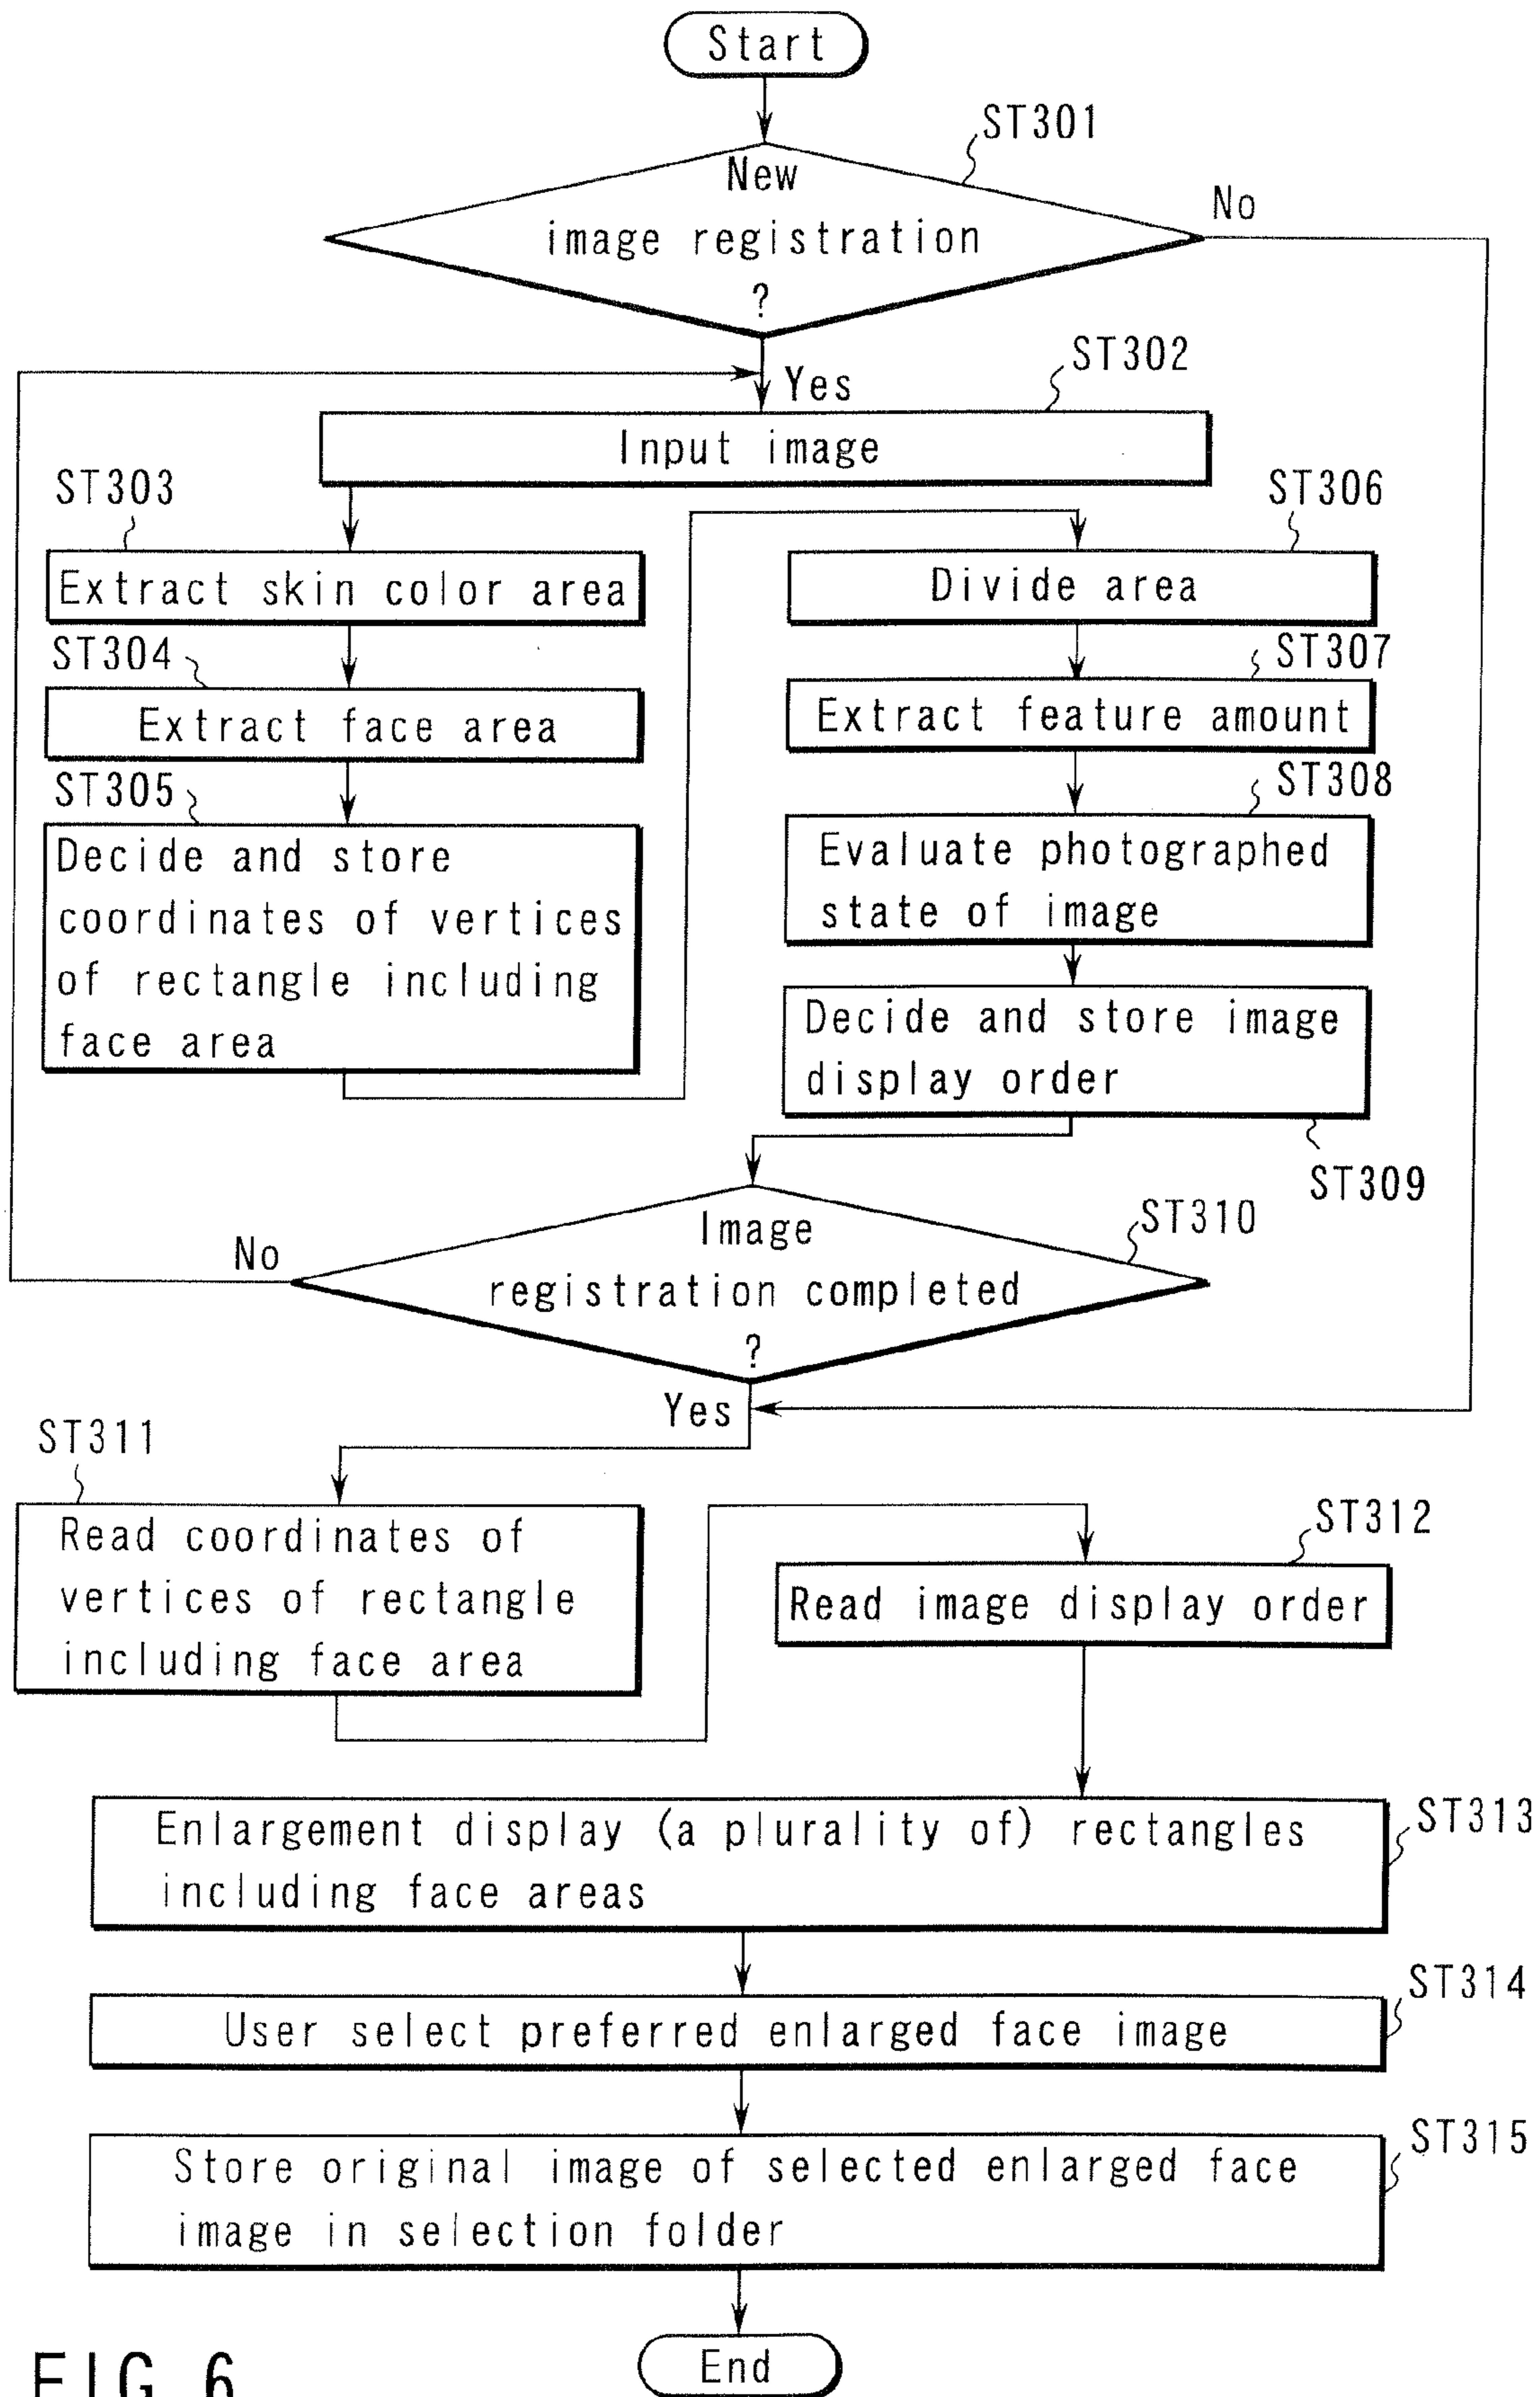 Start
ST301
New
image registration
?
No
Yes
ST302
Input image
ST303
Extract skin color area
ST304
Extract face area
ST305
Decide and store
coordinates of vertices
of rectangle including
face area
ST306
Divide area
ST307
Extract feature amount
ST308
Evaluate photographed
state of image
Decide and store image
display order
ST309
ST310
Image
registration completed
?
No
Yes
ST311
Read coordinates of
vertices of rectangle
including face area
ST312
Read image display order
ST313
Enlargement display (a plurality of) rectangles
including face areas
ST314
User select preferred enlarged face image
ST315
Store original image of selected enlarged face
image in selection folder
End
FIG. 6